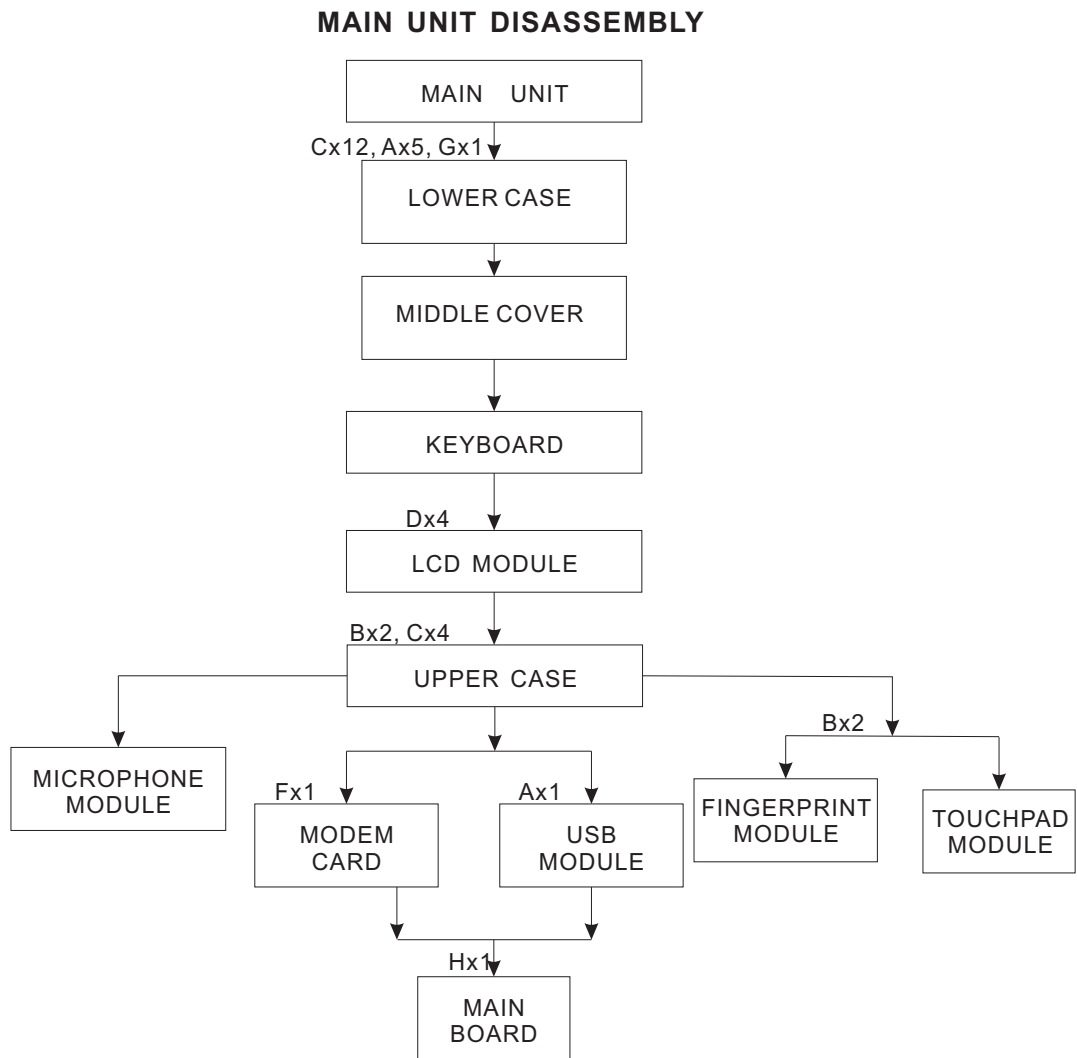 MAIN UNIT DISASSEMBLY
MAIN UNIT
Cx12, Ax5, Gx1
LOWER CASE
MIDDLE COVER
KEYBOARD
Dx4
LCD MODULE
Bx2, Cx4
UPPER CASE
Bx2
MICROPHONE
MODULE
Fx1
MODEM
CARD
Ax1
USB
MODULE
FINGERPRINT
MODULE
TOUCHPAD
MODULE
Hx1
MAIN
BOARD